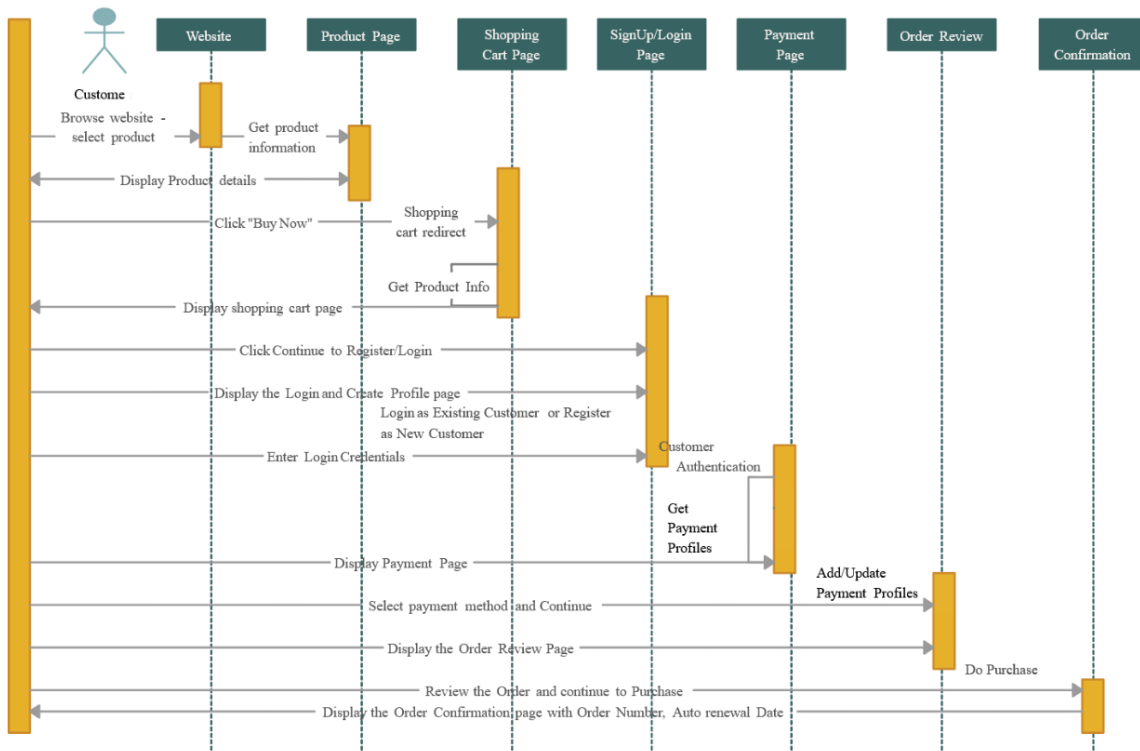 Website
Product Page
Shopping
Cart Page
SignUp/Login
Page
Payment
Page
Order Review
Order
Confirmation
Custome
Browse website -
select product
Get product
information
Display Product details
Click "Buy Now"
Shopping
cart redirect
Get Product Info
Display shopping cart page
Click Continue to Register/Login
Display the Login and Create Profile page
Login as Existing Customer or Register
as New Customer
Enter Login Credentials
Customer
Authentication
Get
Payment
Profiles
Display Payment Page
Add/Update
Payment Profiles
Select payment method and Continue
Display the Order Review Page
Do Purchase
Review the Order and continue to Purchase
Display the Order Confirmation page with Order Number, Auto renewal Date